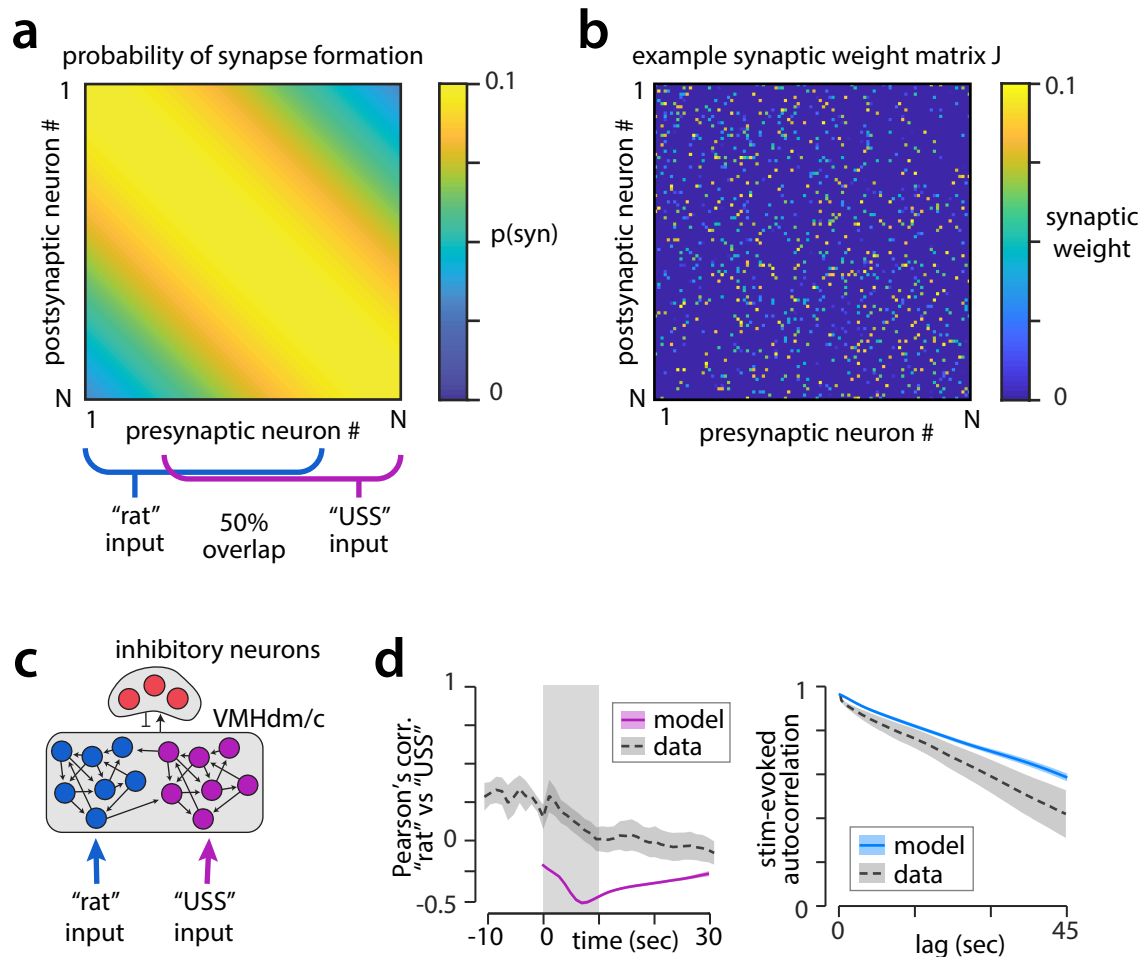 a
probability of synapse formation
1
postsynaptic neuron #
N
1
N
presynaptic neuron #
0.1
p(syn)
0
"rat"
input
50%
overlap
"USS"
input
b
example synaptic weight matrix J
1
postsynaptic neuron #
N
1
N
presynaptic neuron #
0.1
synaptic
weight
0
c
inhibitory neurons
VMHdm/c
"rat"
input
"USS"
input
d
Pearson's corr.
"rat" vs "USS"
1
0
-0.5
model
data
-10
0
30
time (sec)
stim-evoked
autocorrelation
1
0
model
data
0
45
lag (sec)